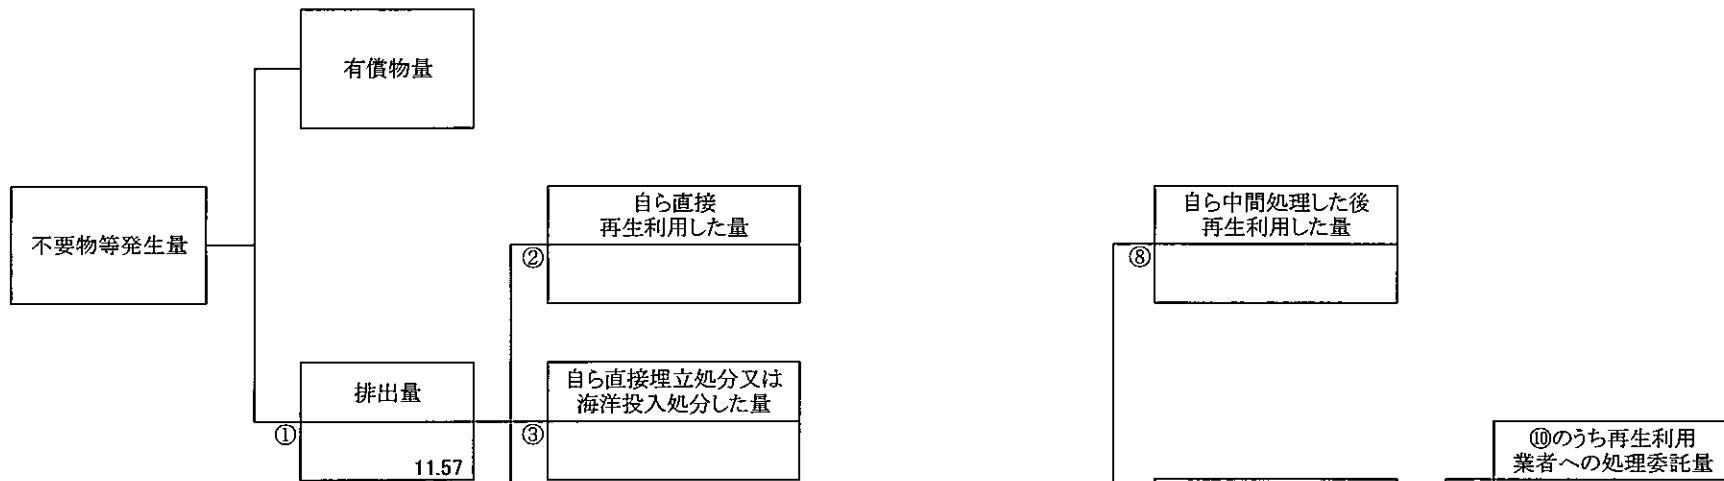 有償物量
不要物等発生量
自ら直接
再生利用した量
②
自ら中間処理した後
再生利用した量
⑧
排出量
①
11.57
自ら直接埋立処分又は
海洋投入処分した量
③
⑩のうち再生利用
業者への処理委託量